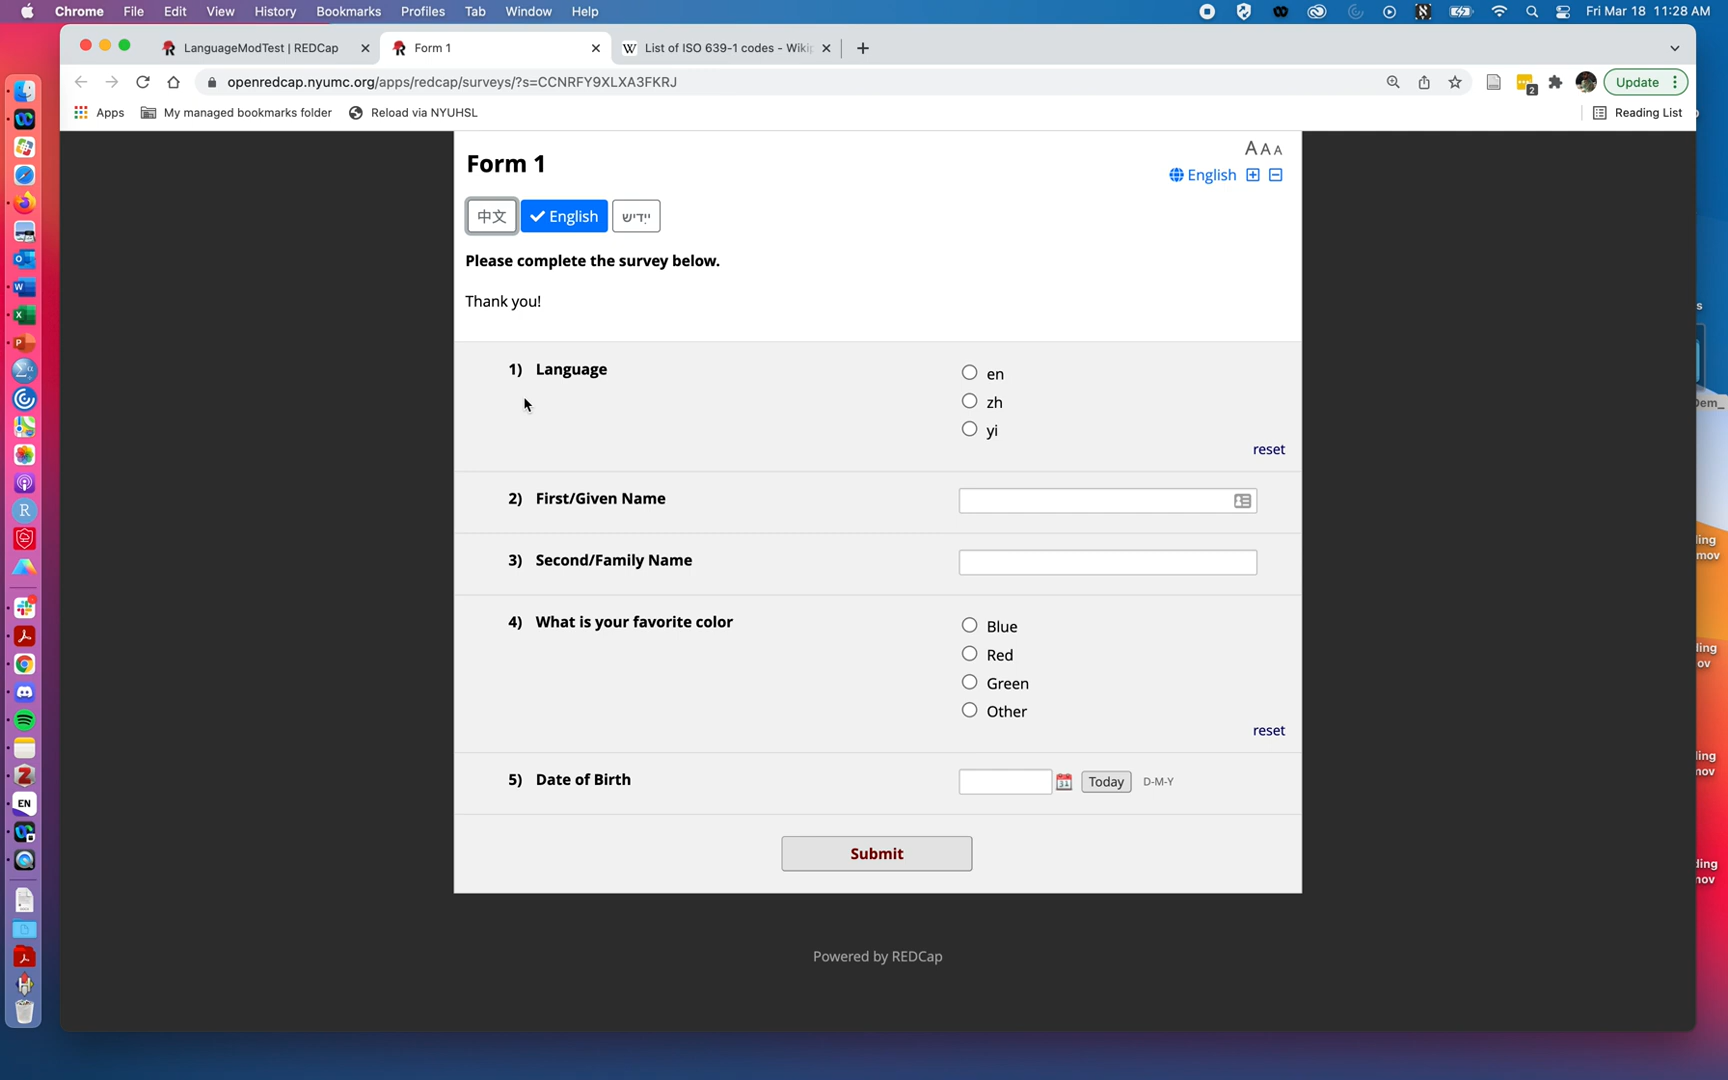 Chrome File Edit View History Bookmarks Profiles Tab Window Help Fri Mar 18 11:28 AM
LanguageModTest | REDCap Form 1 List of ISO 639-1 codes - Wiki
openredcap.nyumc.org/apps/redcap/surveys/?s=CCNRFY9XLXA3FKRJ 2 Update
Apps My managed bookmarks folder Reload via NYUHSL Reading List
Form 1
A A A
English
中文 English ייִדיש
Please complete the survey below.
Thank you!
1) Language
en
zh
yi
reset
2) First/Given Name
3) Second/Family Name
4) What is your favorite color
Blue
Red
Green
Other
reset
5) Date of Birth Today D-M-Y
Submit
Powered by REDCap